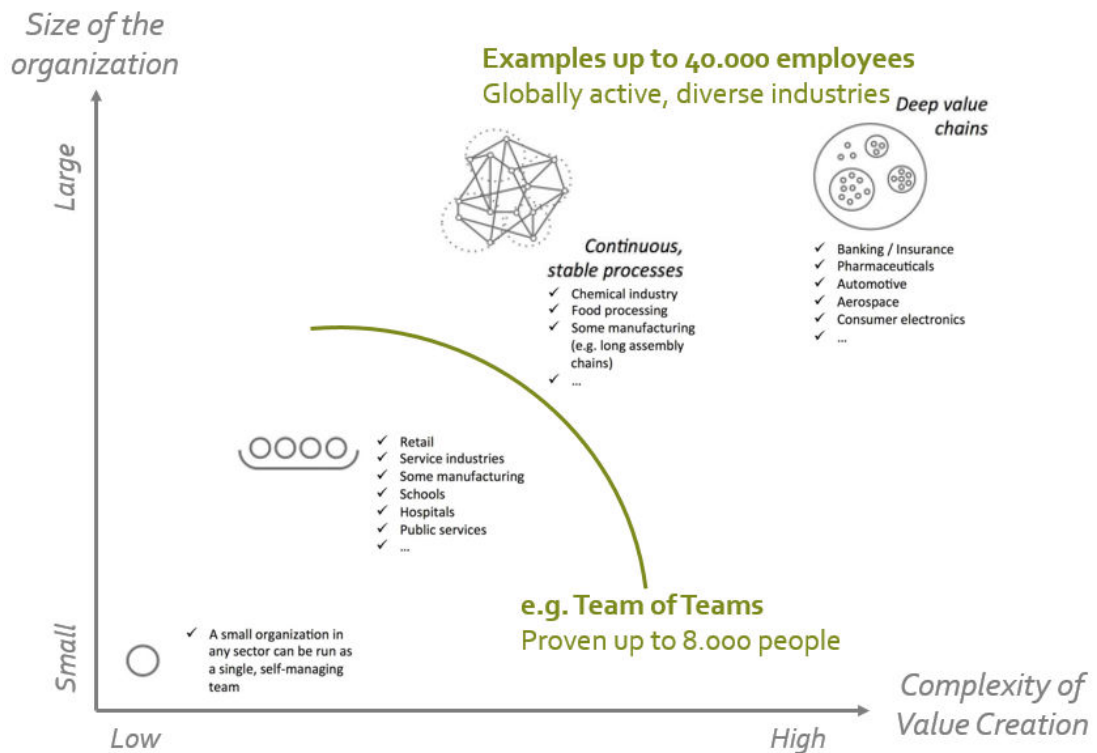 Size of the
organization
Examples up to 40.000 employees
Globally active, diverse industries
Deep value
chains
Large
Continuous,
stable processes
✓ Chemical industry
✓ Food processing
✓ Some manufacturing
(e.g. long assembly
chains)
✓ ...
✓ Banking / Insurance
✓ Pharmaceuticals
✓ Automotive
✓ Aerospace
✓ Consumer electronics
✓ ...
✓ Retail
✓ Service industries
✓ Some manufacturing
✓ Schools
✓ Hospitals
✓ Public services
✓ ...
e.g. Team of Teams
Proven up to 8.000 people
Small
✓ A small organization in
any sector can be run as
a single, self-managing
team
Low
High
Complexity of
Value Creation